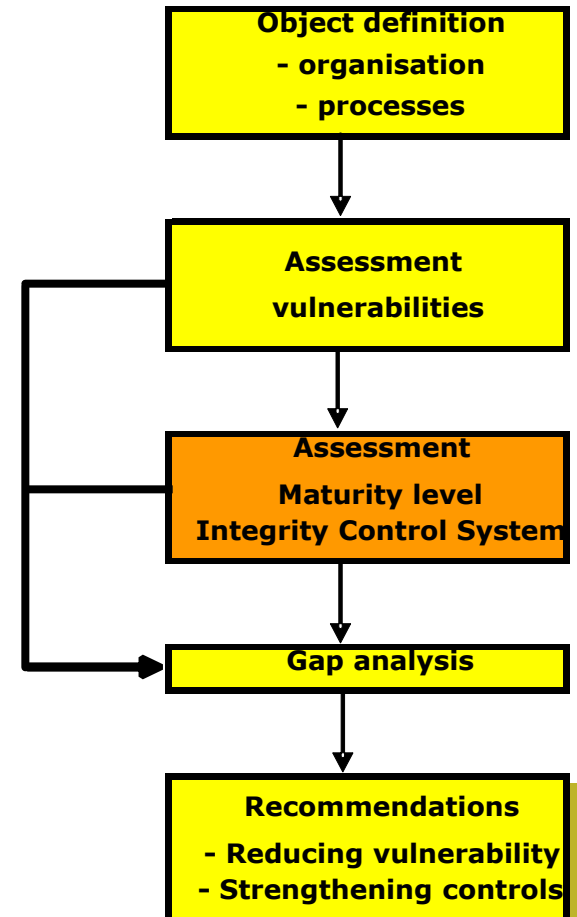 Object definition
- organisation
- processes
Assessment
vulnerabilities
Assessment
Maturity level
Integrity Control System
Gap analysis
Recommendations
- Reducing vulnerability
- Strengthening controls